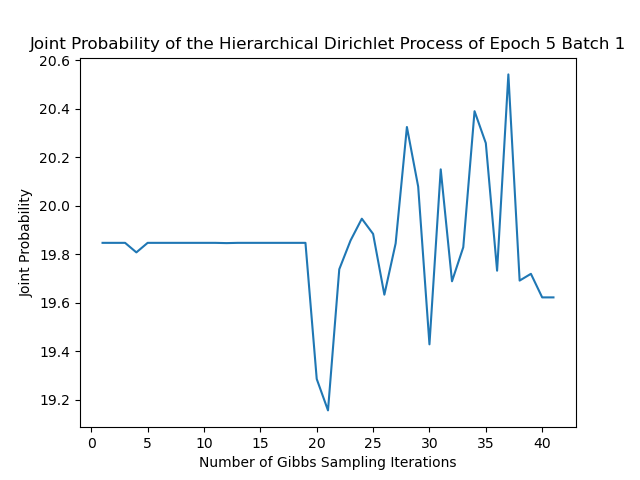 Joint Probability of the Hierarchical Dirichlet Process of Epoch 5 Batch 1
20.6
20.4
20.2
20.0
19.8
19.6
19.4
19.2
Joint Probability
0 5 10 15 20 25 30 35 40
Number of Gibbs Sampling Iterations